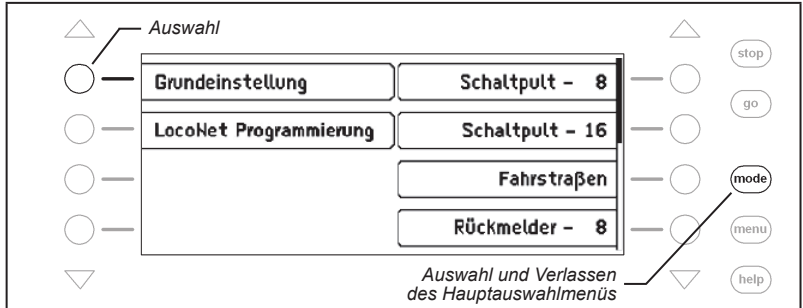 Auswahl
stop
Grundeinstellung
Schaltpult - 8
go
LocoNet Programmierung
Schaltpult - 16
Fahrstraßen
mode
Rückmelder - 8
menu
Auswahl und Verlassen
des Hauptauswahlmenüs
help